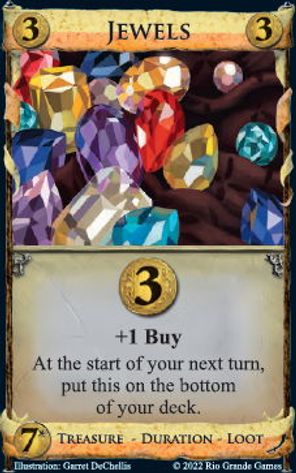 3 JEWELS 3
3
+1 Buy
At the start of your next turn,
put this on the bottom
of your deck.
7* TREASURE - DURATION - LOOT
Illustration: Garret DeChellis © 2022 Rio Grande Games